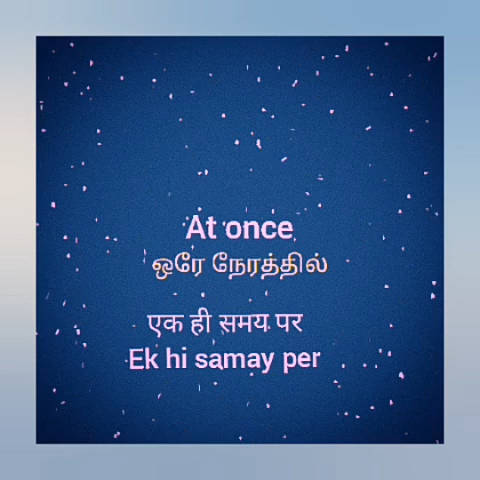 At once
ஒரே நேரத்தில்
एक ही समय पर
Ek hi samay per